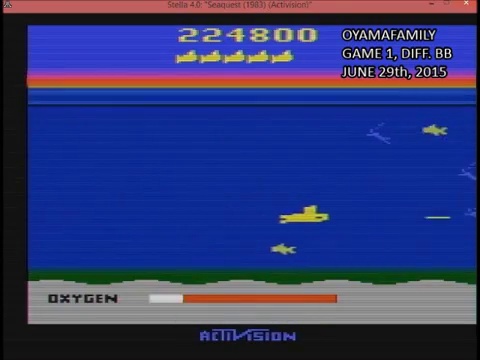 Stella 4.0: "Seaquest (1983) (Activision)"
224800
OYAMAFAMILY
GAME 1, DIFF. BB
JUNE 29th, 2015
OXYGEN
ACTIVISION